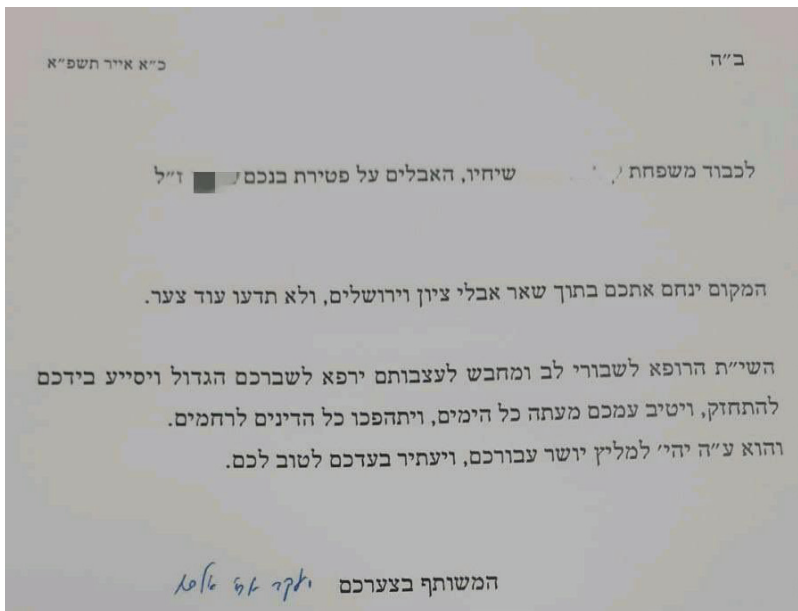 ב״ה
כ״א אייר תשפ״א
לכבוד משפחת שיחיו, האבלים על פטירת בנכם ז״ל
המקום ינחם אתכם בתוך שאר אבלי ציון וירושלים, ולא תדעו עוד צער.
השי״ת הרופא לשבורי לב ומחבש לעצבותם ירפא לשברכם הגדול ויסייע בידכם
להתחזק, ויטיב עמכם מעתה כל הימים, ויתהפכו כל הדינים לרחמים.
והוא ע״ה יהי׳ למליץ יושר עבורכם, ויעתיר בעדכם לטוב לכם.
המשותף בצערכם